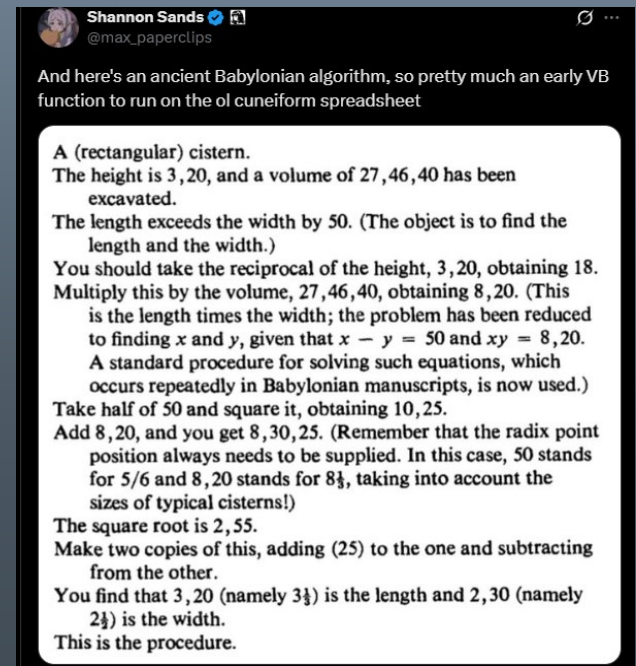 Shannon Sands
@max_paperclips
And here's an ancient Babylonian algorithm, so pretty much an early VB
function to run on the ol cuneiform spreadsheet
A (rectangular) cistern.
The height is 3,20, and a volume of 27,46,40 has been
excavated.
The length exceeds the width by 50. (The object is to find the
length and the width.)
You should take the reciprocal of the height, 3,20, obtaining 18.
Multiply this by the volume, 27,46,40, obtaining 8,20. (This
is the length times the width; the problem has been reduced
to finding x and y, given that x − y = 50 and xy = 8,20.
A standard procedure for solving such equations, which
occurs repeatedly in Babylonian manuscripts, is now used.)
Take half of 50 and square it, obtaining 10,25.
Add 8,20, and you get 8,30,25. (Remember that the radix point
position always needs to be supplied. In this case, 50 stands
for 5/6 and 8,20 stands for 8⅓, taking into account the
sizes of typical cisterns!)
The square root is 2,55.
Make two copies of this, adding (25) to the one and subtracting
from the other.
You find that 3,20 (namely 3⅓) is the length and 2,30 (namely
2½) is the width.
This is the procedure.